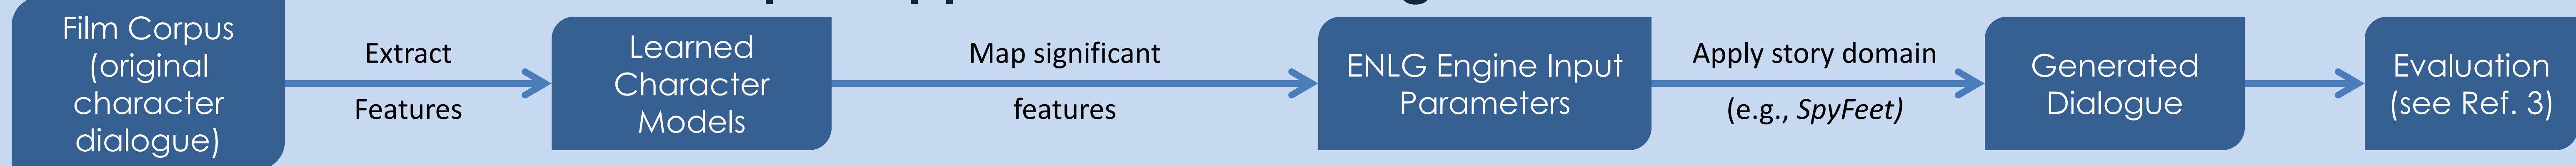 Film Corpus
(original
character
dialogue)
Extract
Features
Learned
Character
Models
Map significant
features
ENLG Engine Input
Parameters
Apply story domain
(e.g., SpyFeet)
Generated
Dialogue
Evaluation
(see Ref. 3)